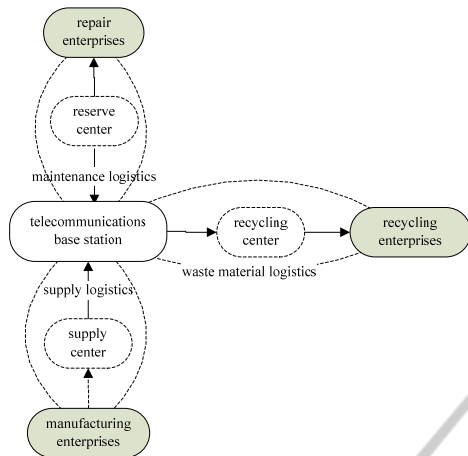 repair
enterprises
reserve
center
maintenance logistics
telecommunications
base station
recycling
center
recycling
enterprises
waste material logistics
supply logistics
supply
center
manufacturing
enterprises